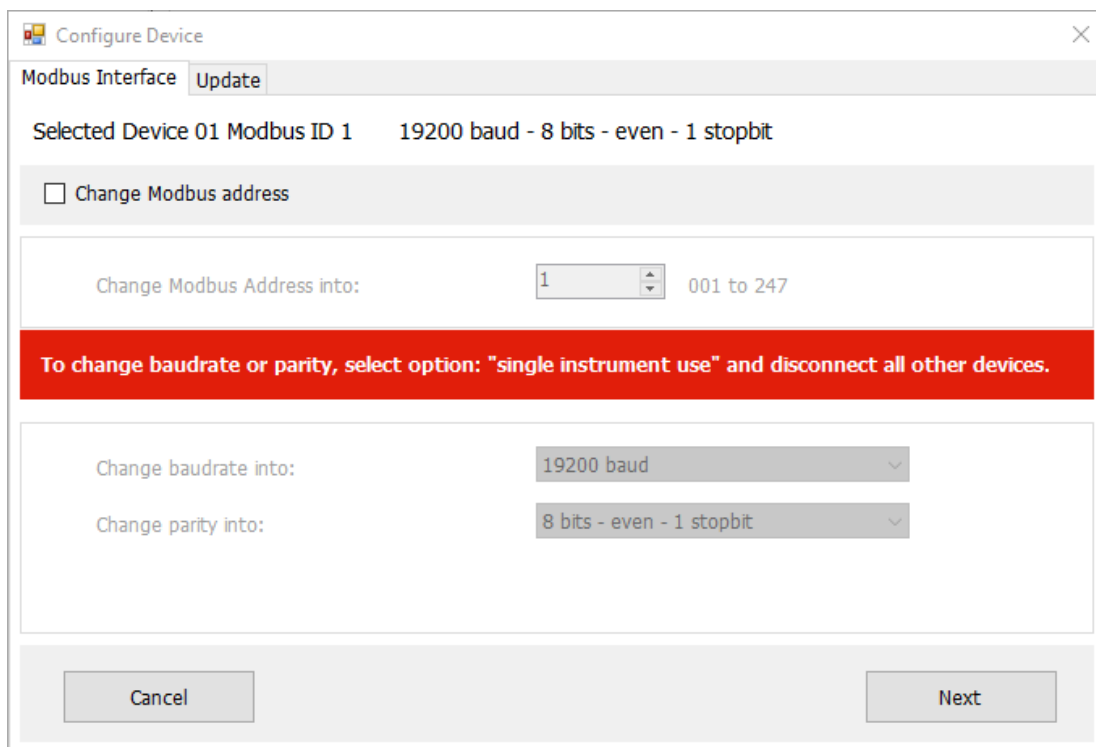 Configure Device
Modbus Interface Update
Selected Device 01 Modbus ID 1 19200 baud - 8 bits - even - 1 stopbit
Change Modbus address
Change Modbus Address into: 1 001 to 247
To change baudrate or parity, select option: "single instrument use" and disconnect all other devices.
Change baudrate into: 19200 baud
Change parity into: 8 bits - even - 1 stopbit
Cancel Next